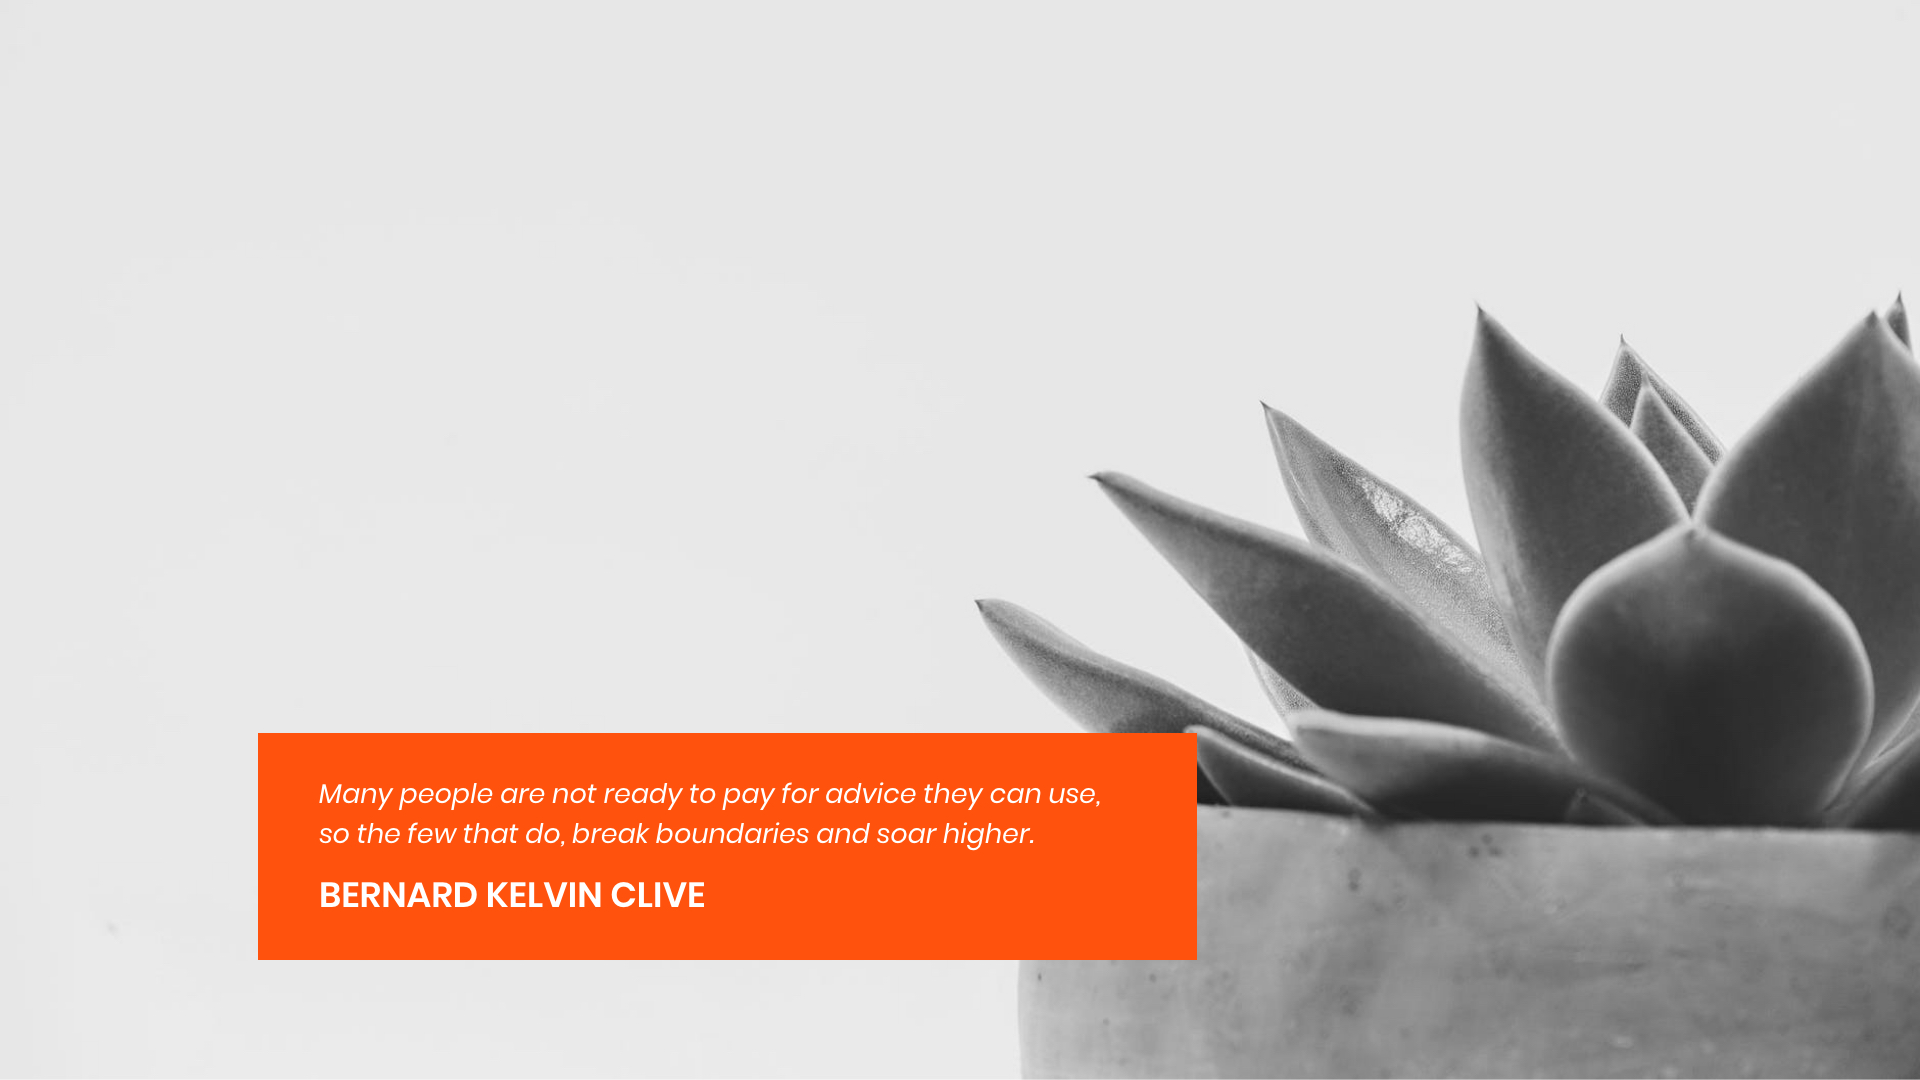 Many people are not ready to pay for advice they can use,
so the few that do, break boundaries and soar higher.
BERNARD KELVIN CLIVE